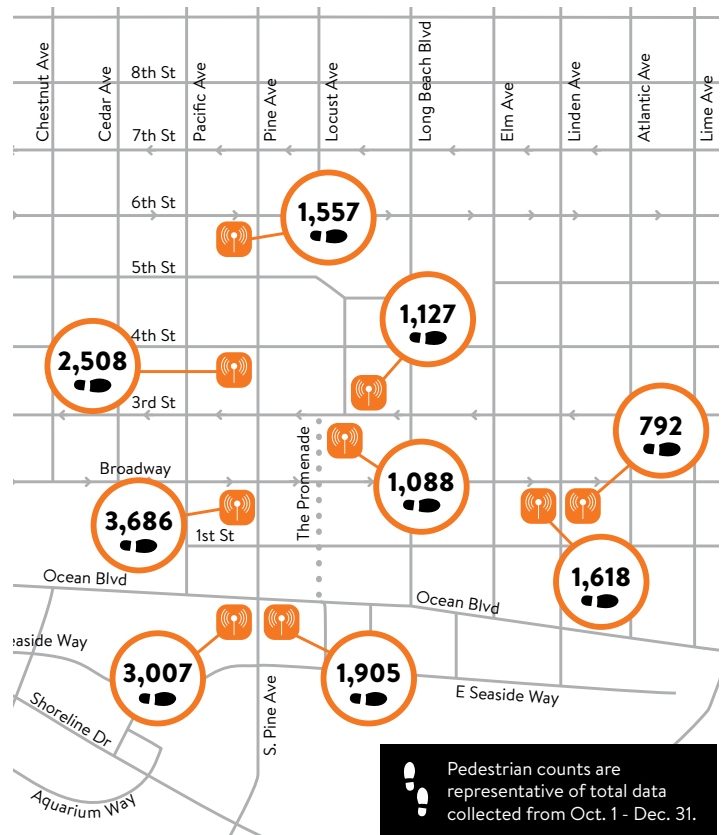 Chestnut Ave
Cedar Ave
Pacific Ave
Pine Ave
Locust Ave
Long Beach Blvd
Elm Ave
Linden Ave
Atlantic Ave
Lime Ave
8th St
7th St
6th St
1,557
5th St
1,127
4th St
2,508
3rd St
792
The Promenade
Broadway
1,088
3,686
1st St
1,618
Ocean Blvd
Ocean Blvd
easide Way
3,007
1,905
E Seaside Way
S. Pine Ave
Shoreline Dr
Aquarium Way
Pedestrian counts are
representative of total data
collected from Oct. 1 - Dec. 31.